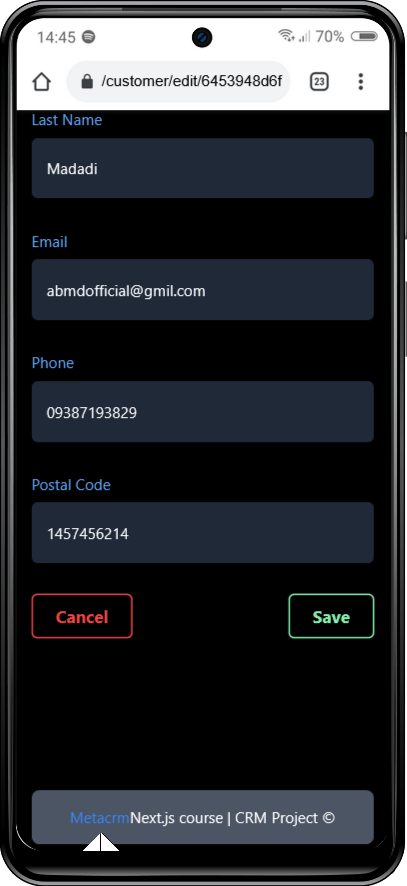 14:45 70%
/customer/edit/6453948d6f 23
Last Name
Madadi
Email
abmdofficial@gmil.com
Phone
09387193829
Postal Code
1457456214
Cancel Save
MetacrmNext.js course | CRM Project ©